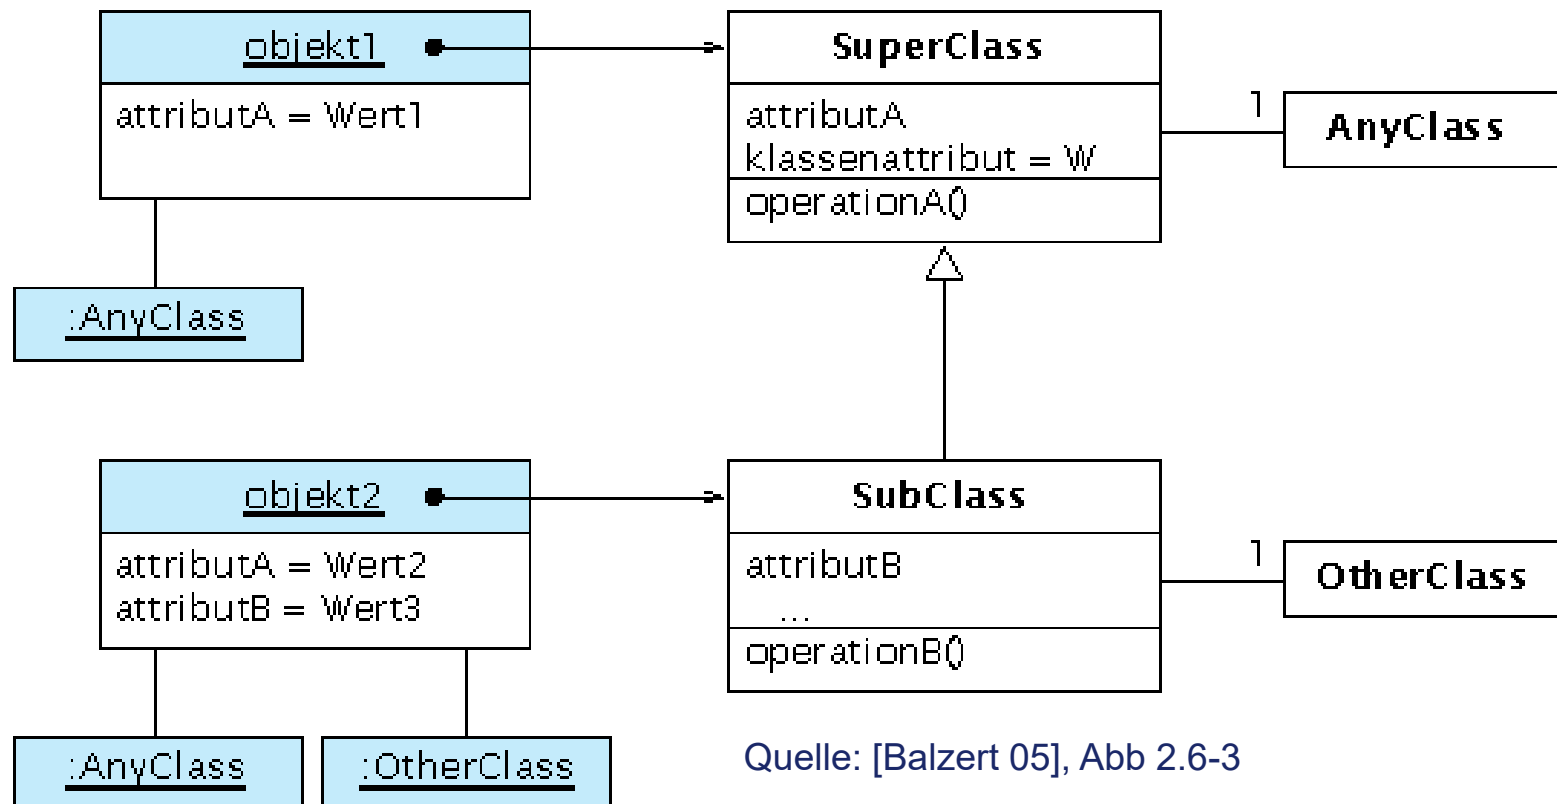 objekt1
attributA = Wert1
:AnyClass
SuperClass
attributA
klassenattribut = W
operationA()
1
AnyClass
objekt2
attributA = Wert2
attributB = Wert3
:AnyClass
:OtherClass
SubClass
attributB
...
operationB()
1
OtherClass
Quelle: [Balzert 05], Abb 2.6-3